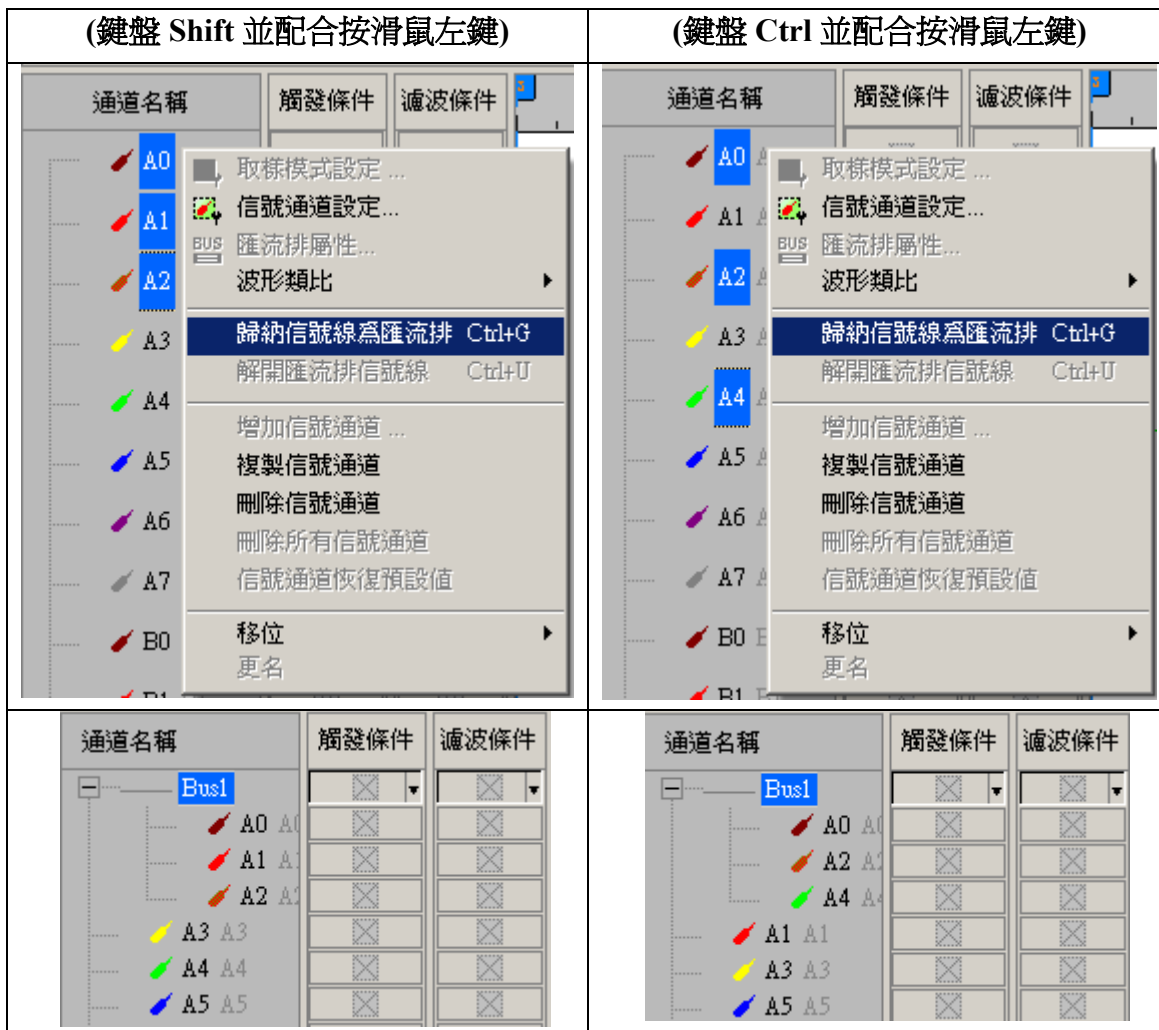 (鍵盤 Shift 並配合按滑鼠左鍵)
(鍵盤 Ctrl 並配合按滑鼠左鍵)
通道名稱 觸發條件 濾波條件
A0
A1
A2
A3
A4
A5
A6
A7
B0
B1
取樣模式設定 ...
信號通道設定...
BUS 匯流排屬性...
波形類比
歸納信號線爲匯流排 Ctrl+G
解開匯流排信號線 Ctrl+U
增加信號通道 ...
複製信號通道
刪除信號通道
刪除所有信號通道
信號通道恢復預設值
移位
更名
通道名稱 觸發條件 濾波條件
A0
A1
A2
A3
A4
A5
A6
A7
B0
B1
取樣模式設定 ...
信號通道設定...
BUS 匯流排屬性...
波形類比
歸納信號線爲匯流排 Ctrl+G
解開匯流排信號線 Ctrl+U
增加信號通道 ...
複製信號通道
刪除信號通道
刪除所有信號通道
信號通道恢復預設值
移位
更名
通道名稱 觸發條件 濾波條件
Bus1
A0 A0
A1 A1
A2 A2
A3 A3
A4 A4
A5 A5
通道名稱 觸發條件 濾波條件
Bus1
A0 A0
A2 A2
A4 A4
A1 A1
A3 A3
A5 A5